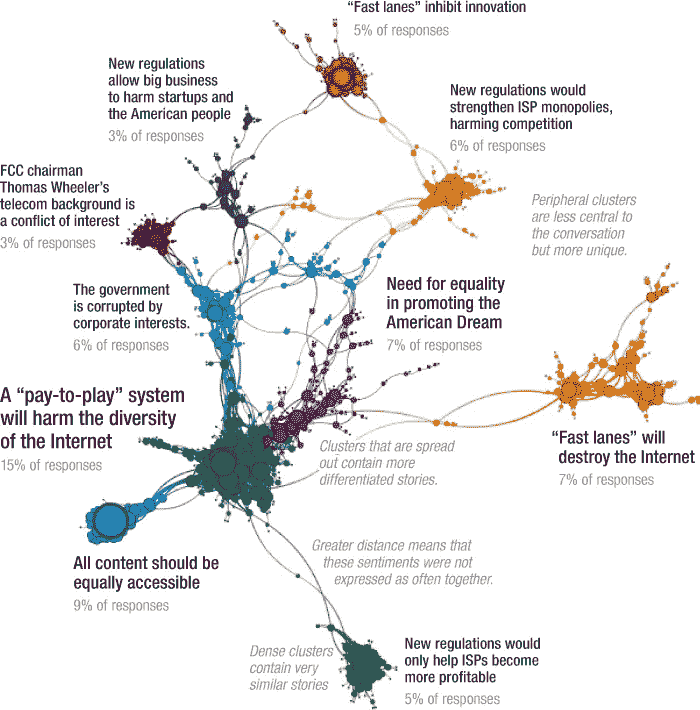 “Fast lanes” inhibit innovation
5% of responses
New regulations
allow big business
to harm startups and
the American people
3% of responses
New regulations would
strengthen ISP monopolies,
harming competition
6% of responses
FCC chairman
Thomas Wheeler’s
telecom background is
a conflict of interest
3% of responses
Peripheral clusters
are less central to
the conversation
but more unique.
The government
is corrupted by
corporate interests.
6% of responses
Need for equality
in promoting the
American Dream
7% of responses
A “pay-to-play” system
will harm the diversity
of the Internet
15% of responses
Clusters that are spread
out contain more
differentiated stories.
“Fast lanes” will
destroy the Internet
7% of responses
Greater distance means that
these sentiments were not
expressed as often together.
All content should be
equally accessible
9% of responses
Dense clusters
contain very
similar stories
New regulations would
only help ISPs become
more profitable
5% of responses